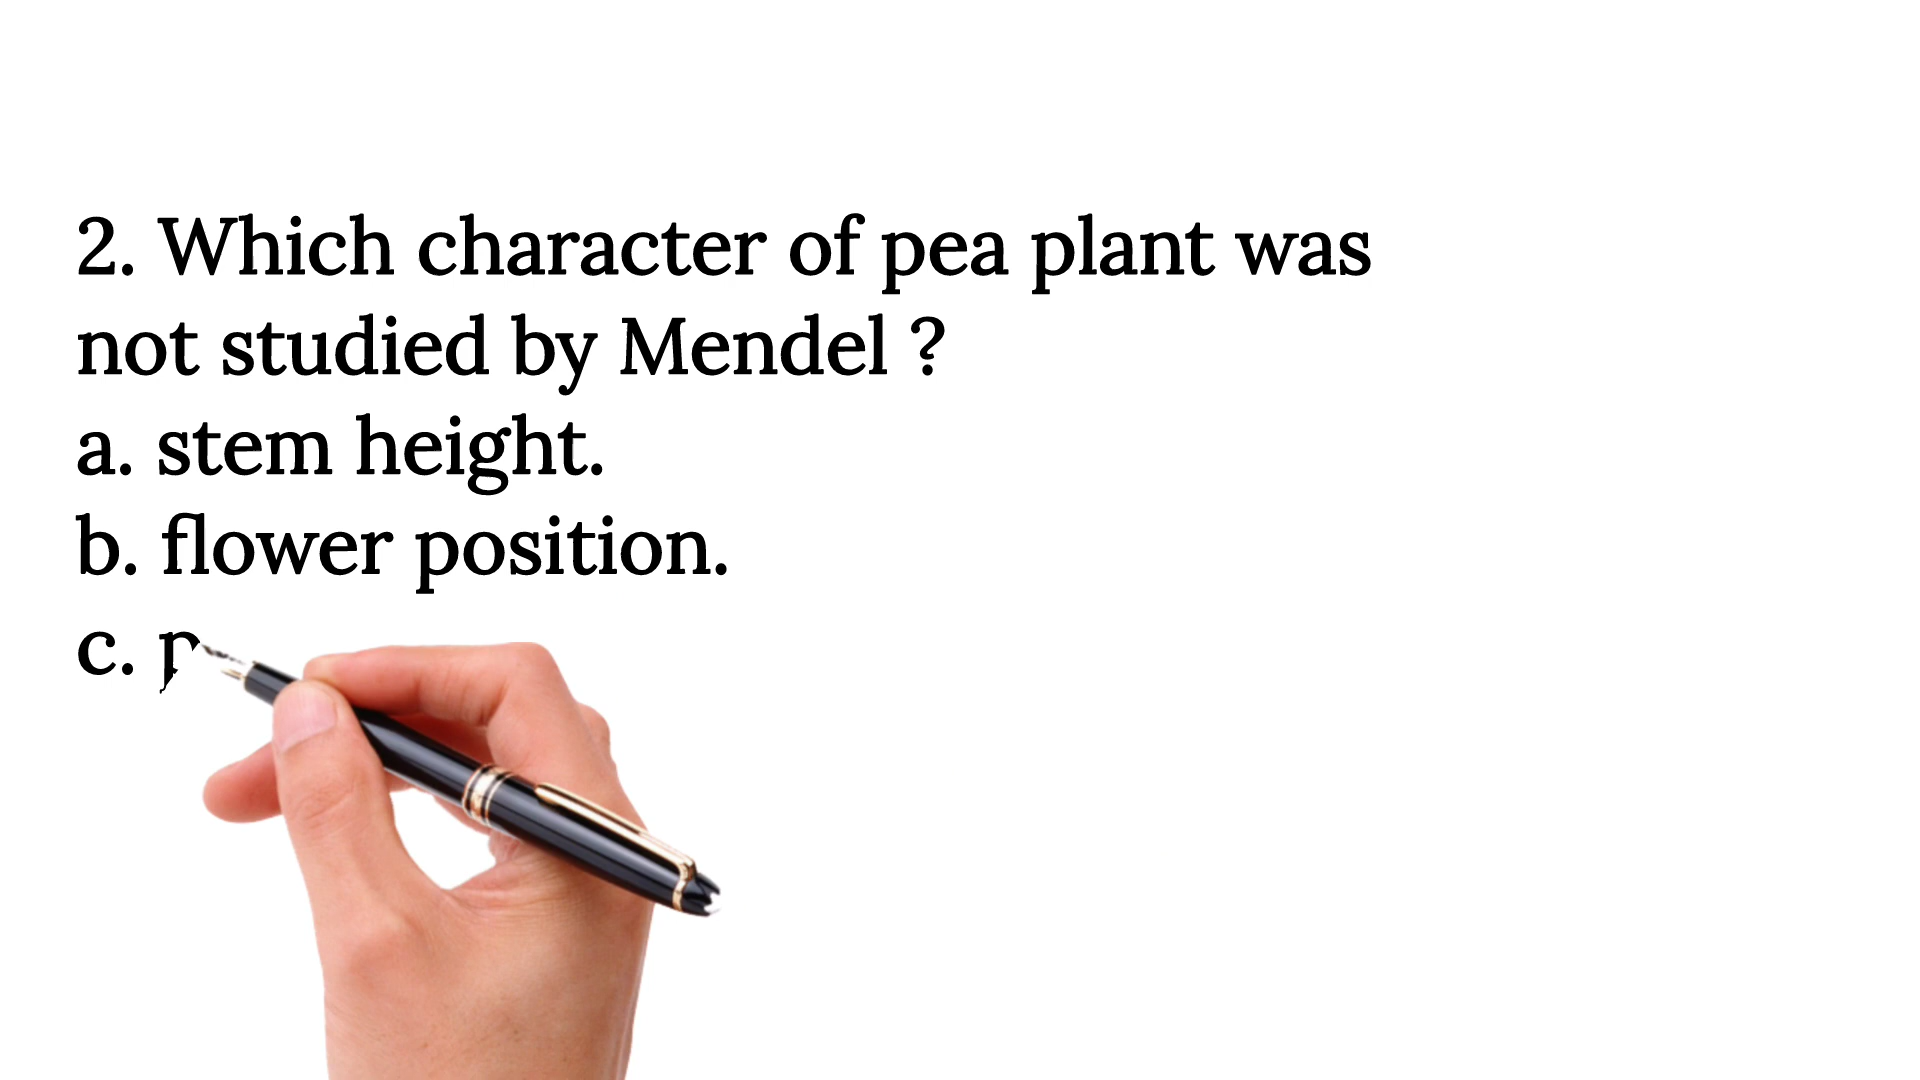 2. Which character of pea plant was
not studied by Mendel ?
a. stem height.
b. flower position.
c. p